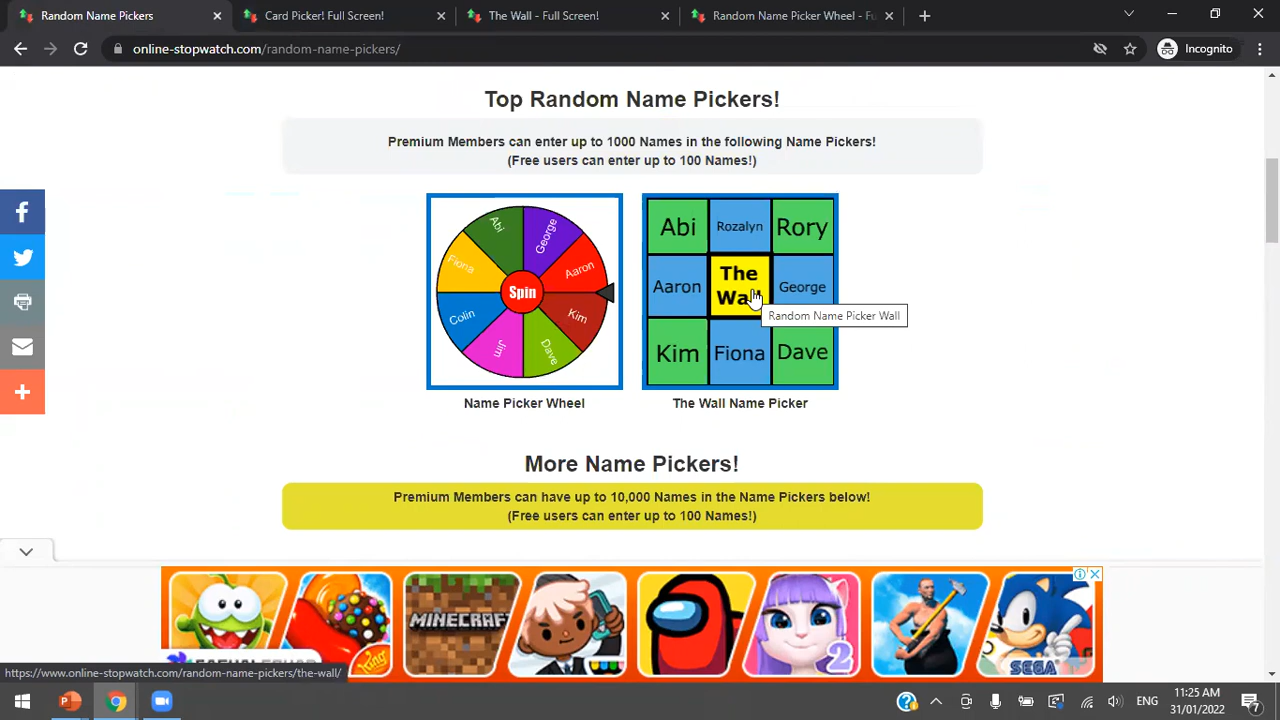 Random Name Pickers
Card Picker! Full Screen!
The Wall - Full Screen!
Random Name Picker Wheel - Fu
online-stopwatch.com/random-name-pickers/
Incognito
Top Random Name Pickers!
Premium Members can enter up to 1000 Names in the following Name Pickers!
(Free users can enter up to 100 Names!)
Abi
George
Fiona
Aaron
Spin
Colin
Kim
Jim
Dave
Abi
Rozalyn
Rory
Aaron
The
Wall
George
Random Name Picker Wall
Kim
Fiona
Dave
Name Picker Wheel
The Wall Name Picker
More Name Pickers!
Premium Members can have up to 10,000 Names in the Name Pickers below!
(Free users can enter up to 100 Names!)
MINECRAFT
King
2
SEGA
https://www.online-stopwatch.com/random-name-pickers/the-wall/
ENG
11:25 AM
31/01/2022
7